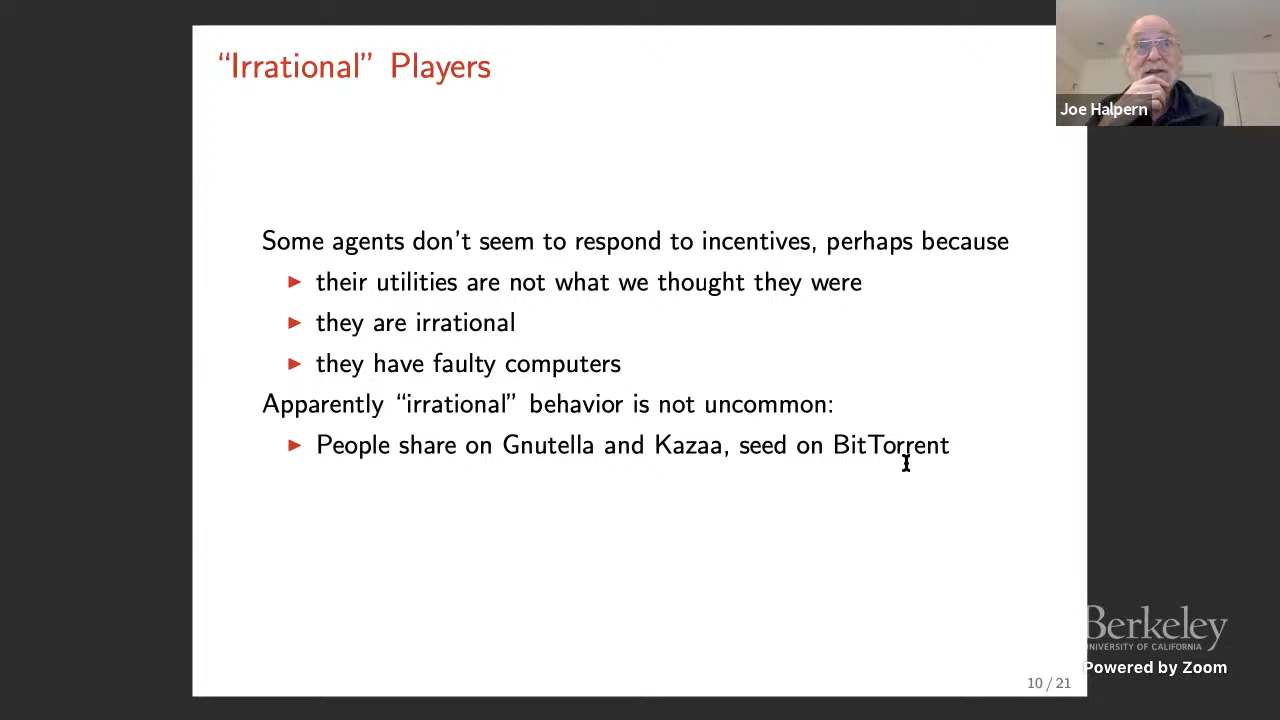 “Irrational” Players
Joe Halpern
Some agents don’t seem to respond to incentives, perhaps because
▶ their utilities are not what we thought they were
▶ they are irrational
▶ they have faulty computers
Apparently “irrational” behavior is not uncommon:
▶ People share on Gnutella and Kazaa, seed on BitTorrent
Berkeley
UNIVERSITY OF CALIFORNIA
Powered by Zoom
10 / 21